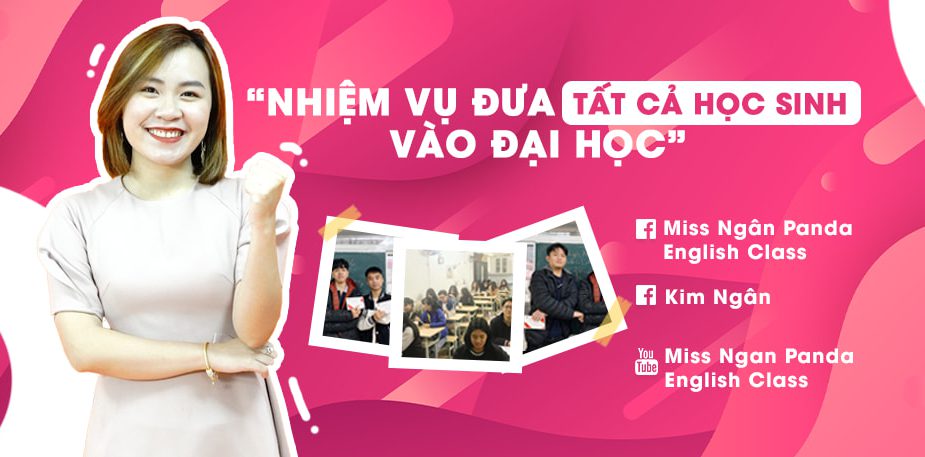 “NHIỆM VỤ ĐƯA TẤT CẢ HỌC SINH
VÀO ĐẠI HỌC”
Miss Ngân Panda
English Class
Kim Ngân
You
Tube
Miss Ngan Panda
English Class